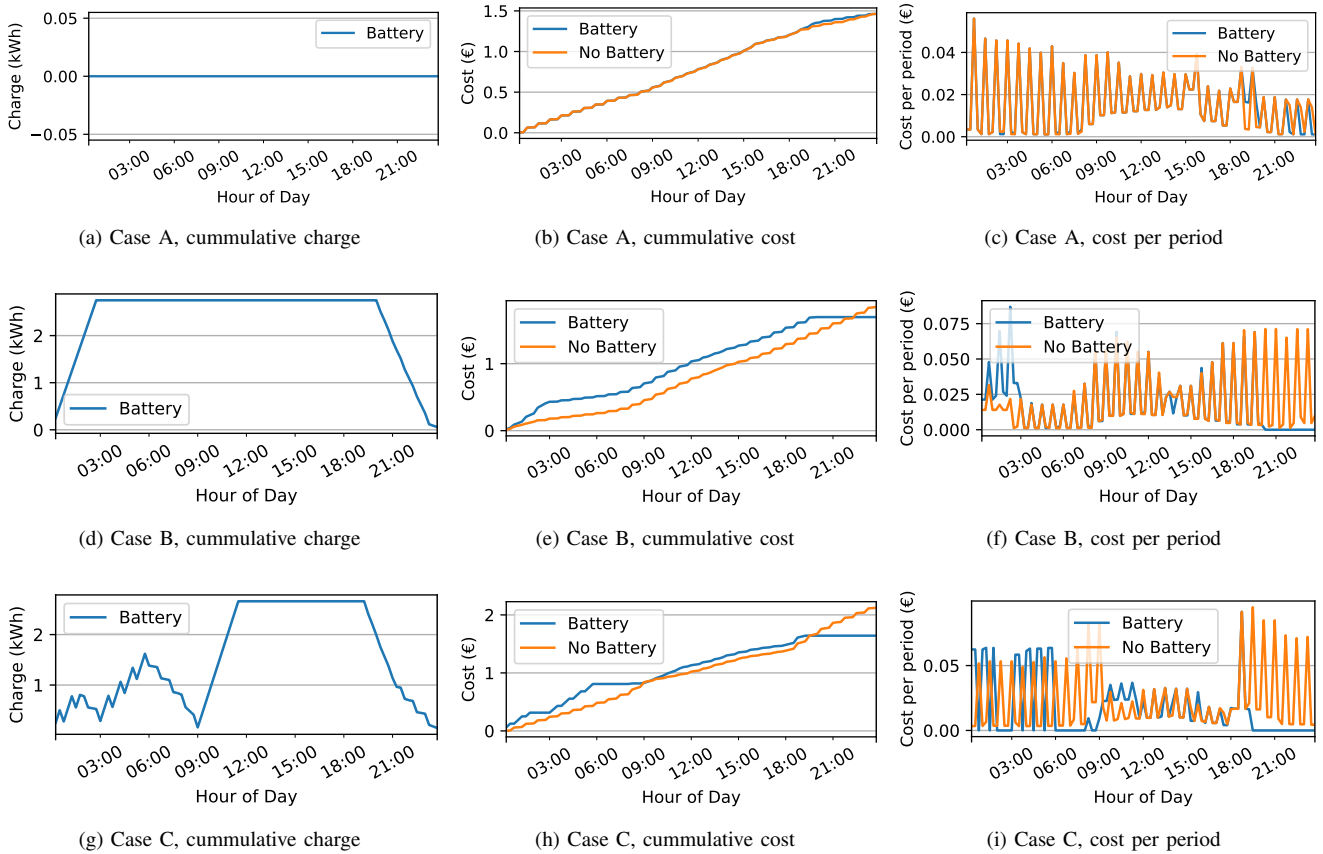 Charge (kWh)
0.05
0.00
−0.05
Battery
03:00 06:00 09:00 12:00 15:00 18:00 21:00
Hour of Day
(a) Case A, cummulative charge
Cost (€)
1.5
1.0
0.5
0.0
Battery
No Battery
03:00 06:00 09:00 12:00 15:00 18:00 21:00
Hour of Day
(b) Case A, cummulative cost
Cost per period (€)
0.04
0.02
0.00
Battery
No Battery
03:00 06:00 09:00 12:00 15:00 18:00 21:00
Hour of Day
(c) Case A, cost per period
Charge (kWh)
2
1
0
Battery
03:00 06:00 09:00 12:00 15:00 18:00 21:00
Hour of Day
(d) Case B, cummulative charge
Cost (€)
1
0
Battery
No Battery
03:00 06:00 09:00 12:00 15:00 18:00 21:00
Hour of Day
(e) Case B, cummulative cost
Cost per period (€)
0.075
0.050
0.025
0.000
Battery
No Battery
03:00 06:00 09:00 12:00 15:00 18:00 21:00
Hour of Day
(f) Case B, cost per period
Charge (kWh)
2
1
Battery
03:00 06:00 09:00 12:00 15:00 18:00 21:00
Hour of Day
(g) Case C, cummulative charge
Cost (€)
2
1
0
Battery
No Battery
03:00 06:00 09:00 12:00 15:00 18:00 21:00
Hour of Day
(h) Case C, cummulative cost
Cost per period (€)
0.05
0.00
Battery
No Battery
03:00 06:00 09:00 12:00 15:00 18:00 21:00
Hour of Day
(i) Case C, cost per period